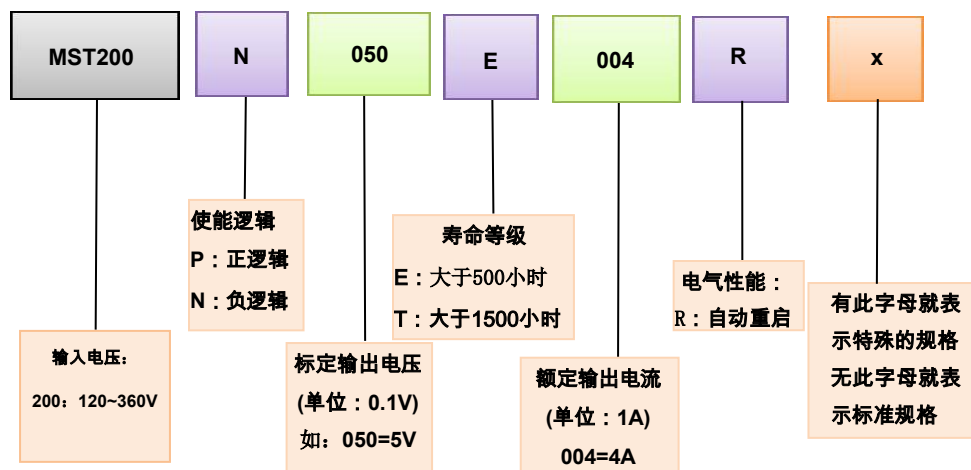 MST200
N
050
E
004
R
x
使能逻辑
P：正逻辑
N：负逻辑
寿命等级
E：大于500小时
T：大于1500小时
电气性能：
R：自动重启
有此字母就表
示特殊的规格
无此字母就表
示标准规格
输入电压：
200：120~360V
标定输出电压
(单位：0.1V)
如：050=5V
额定输出电流
(单位：1A)
004=4A